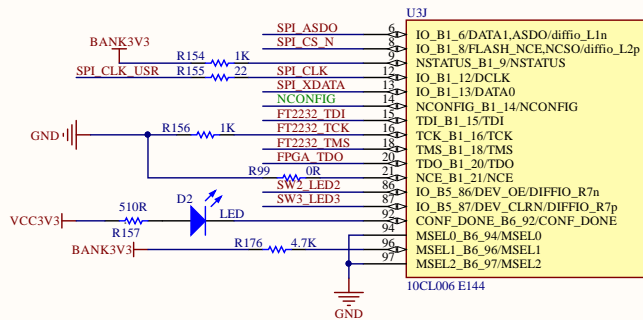 U3J
SPI_ASDO 6 IO_B1_6/DATA1,ASDO/diffio_L1n
SPI_CS_N 8 IO_B1_8/FLASH_NCE,NCSO/diffio_L2p
BANK3V3
R154 1K 9 NSTATUS_B1_9/NSTATUS
SPI_CLK_USR R155 22 SPI_CLK 12 IO_B1_12/DCLK
SPI_XDATA 13 IO_B1_13/DATA0
NCONFIG 14 NCONFIG_B1_14/NCONFIG
FT2232_TDI 15 TDI_B1_15/TDI
GND R156 1K FT2232_TCK 16 TCK_B1_16/TCK
FT2232_TMS 18 TMS_B1_18/TMS
FPGA_TDO 20 TDO_B1_20/TDO
R99 0R 21 NCE_B1_21/NCE
SW2_LED2 86 IO_B5_86/DEV_OE/DIFFIO_R7n
SW3_LED3 87 IO_B5_87/DEV_CLRN/DIFFIO_R7p
VCC3V3 510R D2 LED 92 CONF_DONE_B6_92/CONF_DONE
R157
94 MSEL0_B6_94/MSEL0
BANK3V3 R176 4.7K 96 MSEL1_B6_96/MSEL1
97 MSEL2_B6_97/MSEL2
10CL006 E144
GND